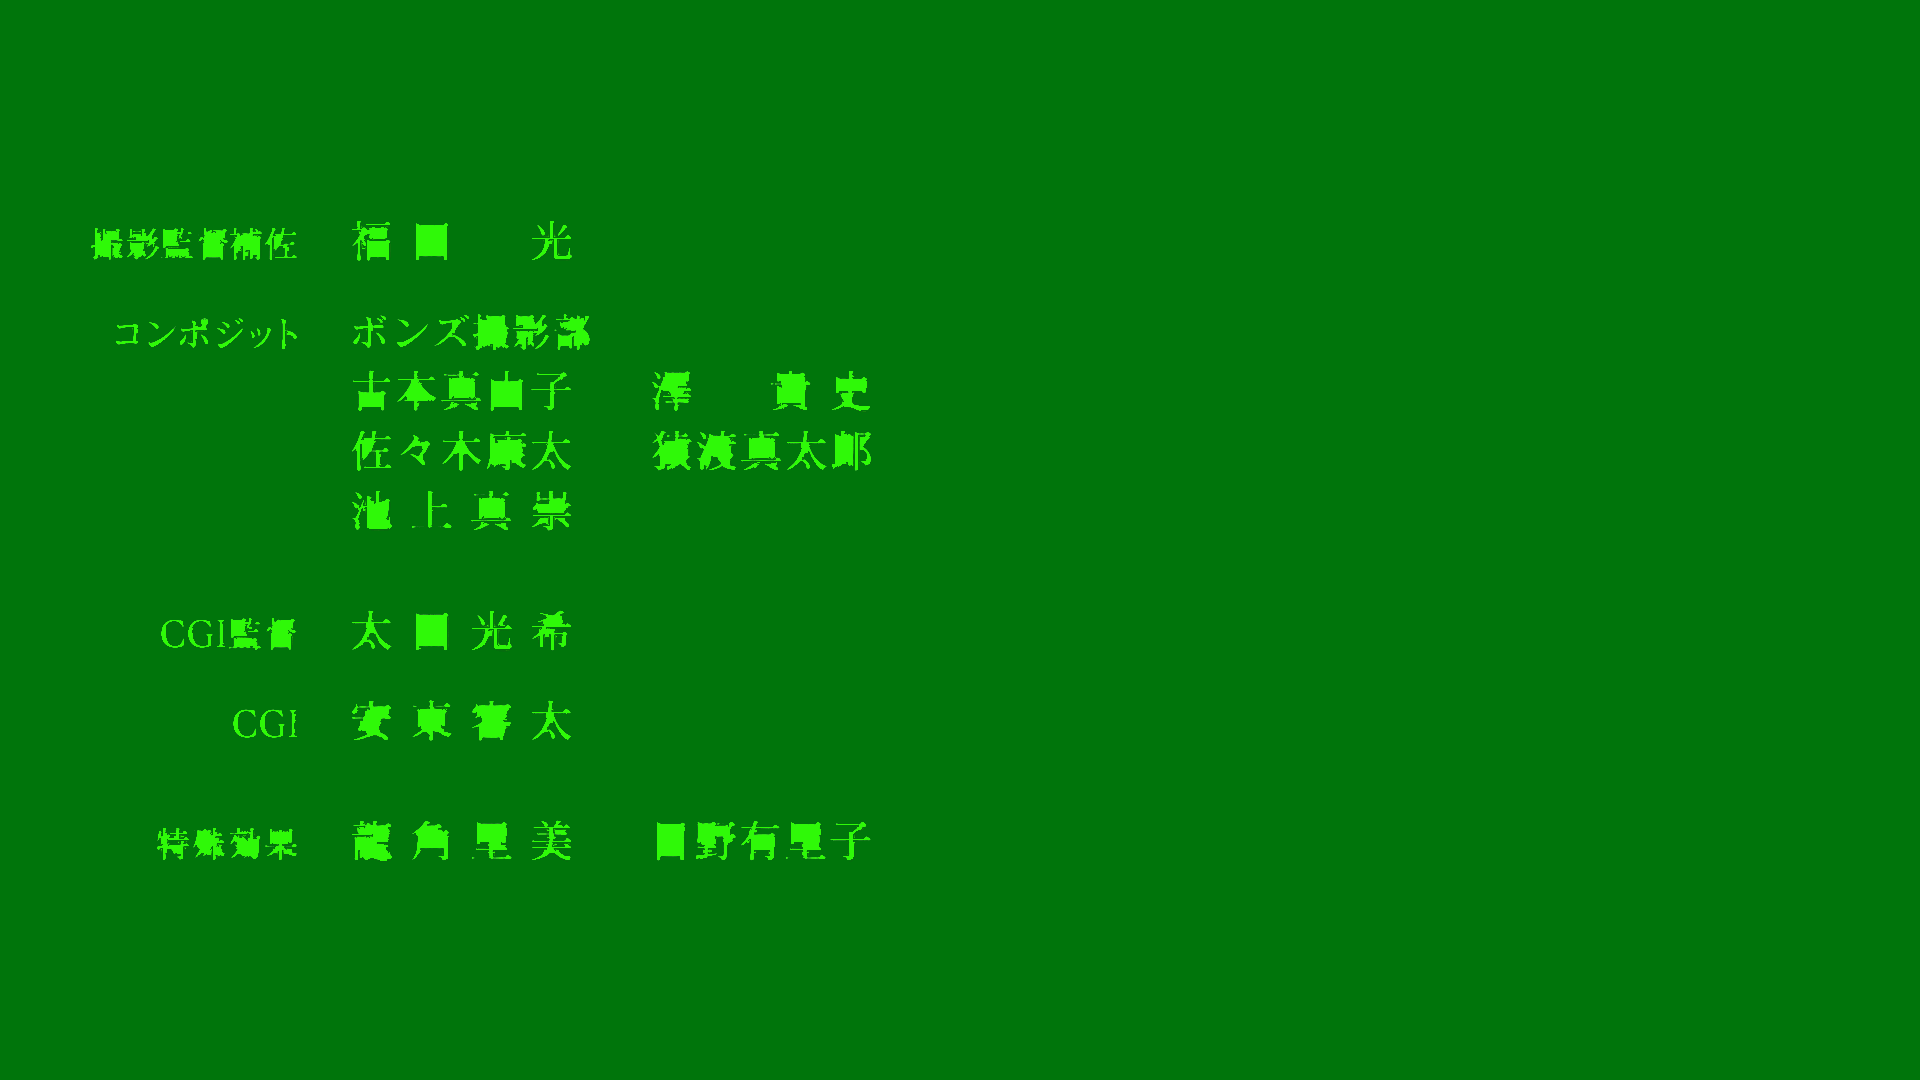 撮影監督補佐 福田 光
コンポジット ボンズ撮影部
古本真由子 澤 貴史
佐々木康太 猿渡真太郎
池上真崇
CGI監督 太田光希
CGI 安東容太
特殊効果 龍角里美 日野有里子